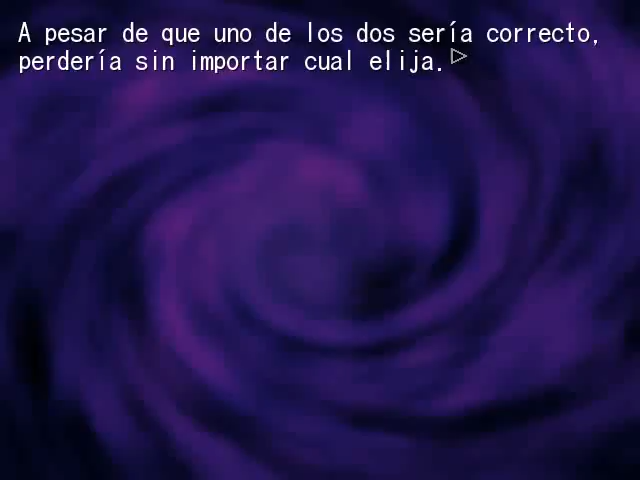 A pesar de que uno de los dos sería correcto,
perdería sin importar cual elija.